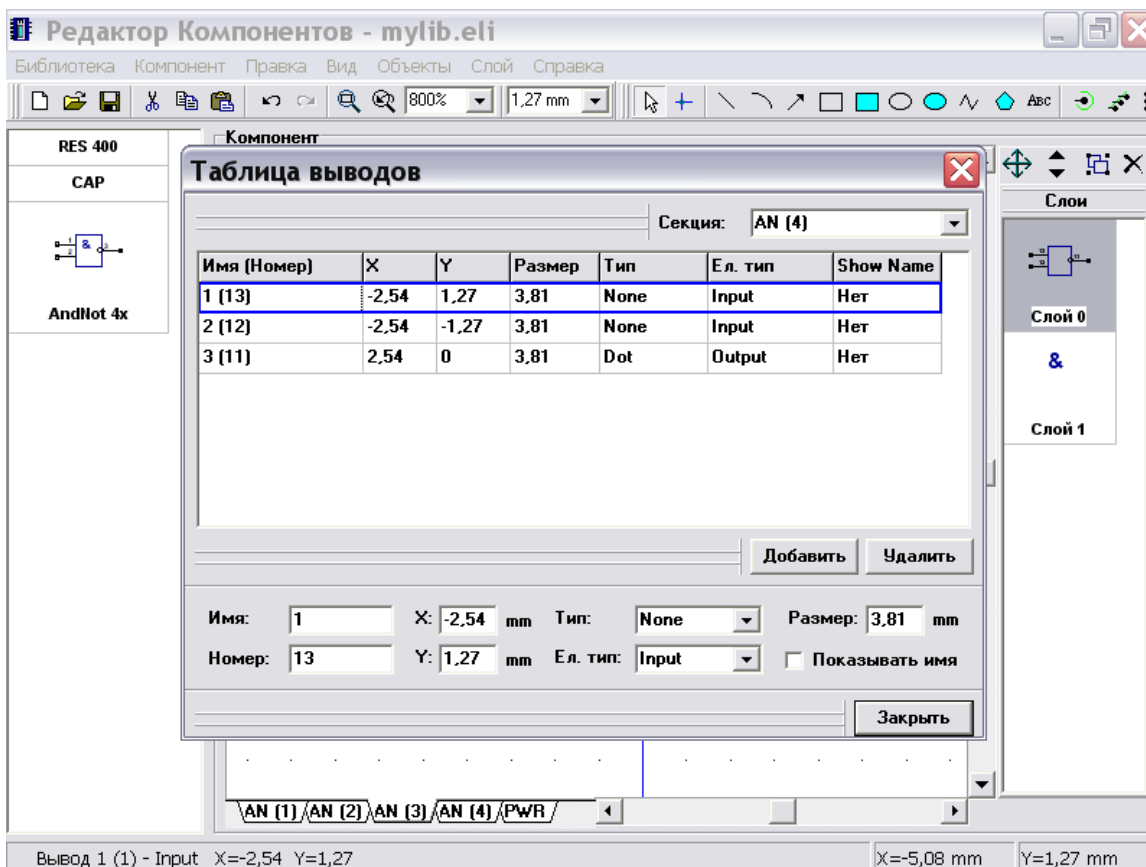 Редактор Компонентов - mylib.eli
Библиотека Компонент Правка Вид Объекты Слой Справка
800% 1,27 mm ABC
RES 400
CAP
&
AndNot 4x
Компонент
Таблица выводов
Секция: AN (4)
Имя (Номер) X Y Размер Тип Ел. тип Show Name
1 (13) -2,54 1,27 3,81 None Input Нет
2 (12) -2,54 -1,27 3,81 None Input Нет
3 (11) 2,54 0 3,81 Dot Output Нет
Добавить Удалить
Имя: 1 X: -2,54 mm Тип: None Размер: 3,81 mm
Номер: 13 Y: 1,27 mm Ел. тип: Input Показывать имя
Закрыть
Слои
Слой 0
&
Слой 1
AN (1) AN (2) AN (3) AN (4) PWR
Вывод 1 (1) - Input X=-2,54 Y=1,27 X=-5,08 mm Y=1,27 mm